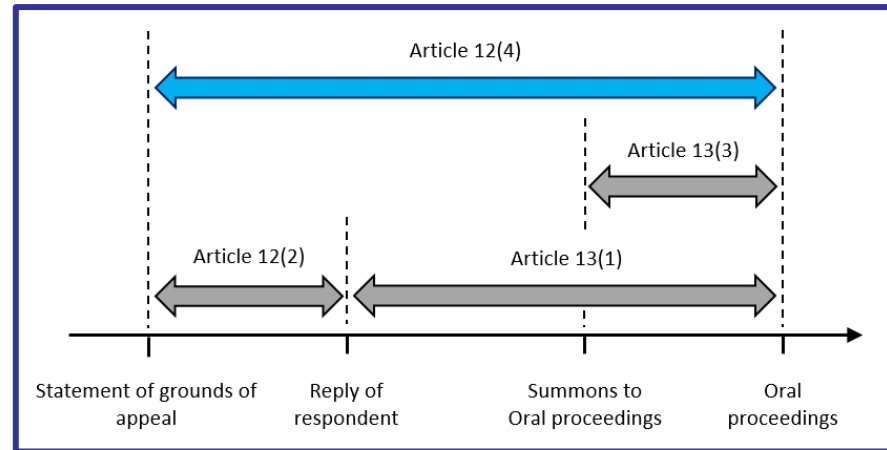 Article 12(4)
Article 13(3)
Article 12(2)
Article 13(1)
Statement of grounds of
appeal
Reply of
respondent
Summons to
Oral proceedings
Oral
proceedings